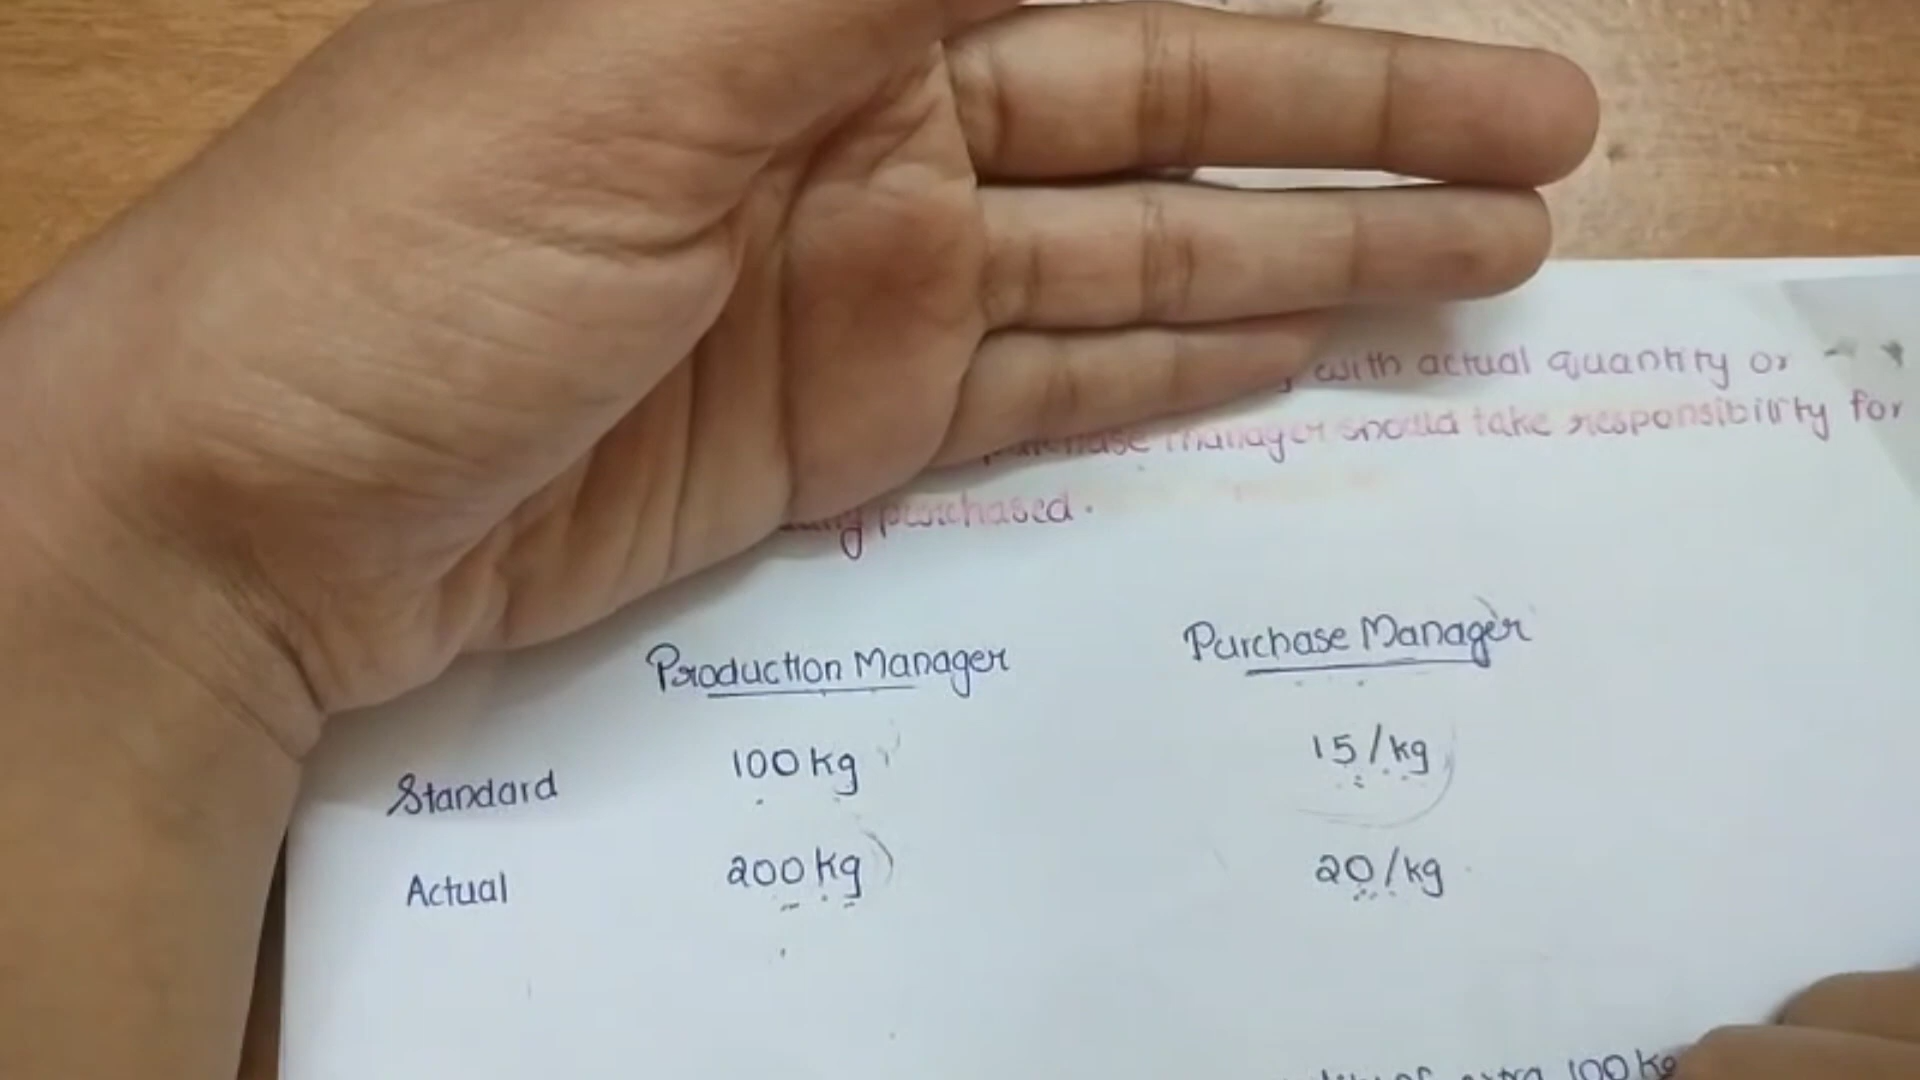 with actual quantity or
purchase manager should take responsibility for
purchased.
Production Manager Purchase Manager
Standard 100 kg 15/kg
Actual 200 kg 20/kg
extra 100 kg